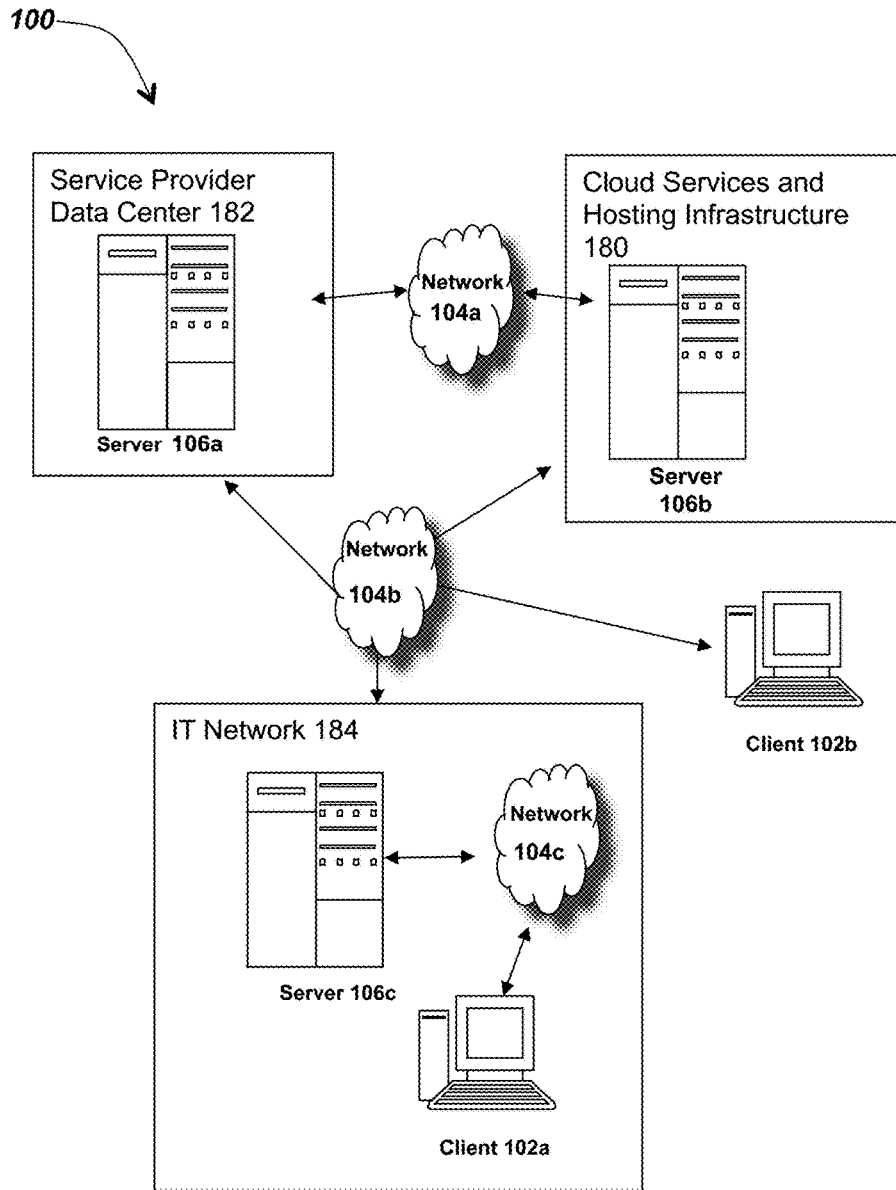 100
Service Provider
Data Center 182
Server 106a
Network
104a
Cloud Services and
Hosting Infrastructure
180
Server
106b
Network
104b
Client 102b
IT Network 184
Server 106c
Network
104c
Client 102a